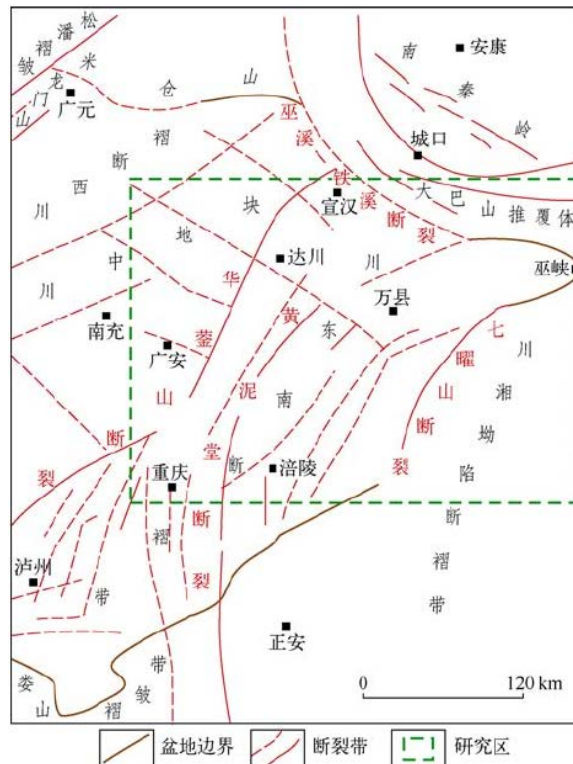 松潘褶皱
米仓山
龙门山
广元
安康
南秦岭
城口
大巴山推覆体
巫溪铁溪断裂
川西断褶
宣汉
达川
川中地块
华蓥山断裂
南充
广安
万县
巫峡
黄泥堂断裂
川东南断褶带
七曜山断裂
川湘坳陷断褶带
重庆
涪陵
泸州
正安
娄山褶皱带
0 120 km
盆地边界 断裂带 研究区